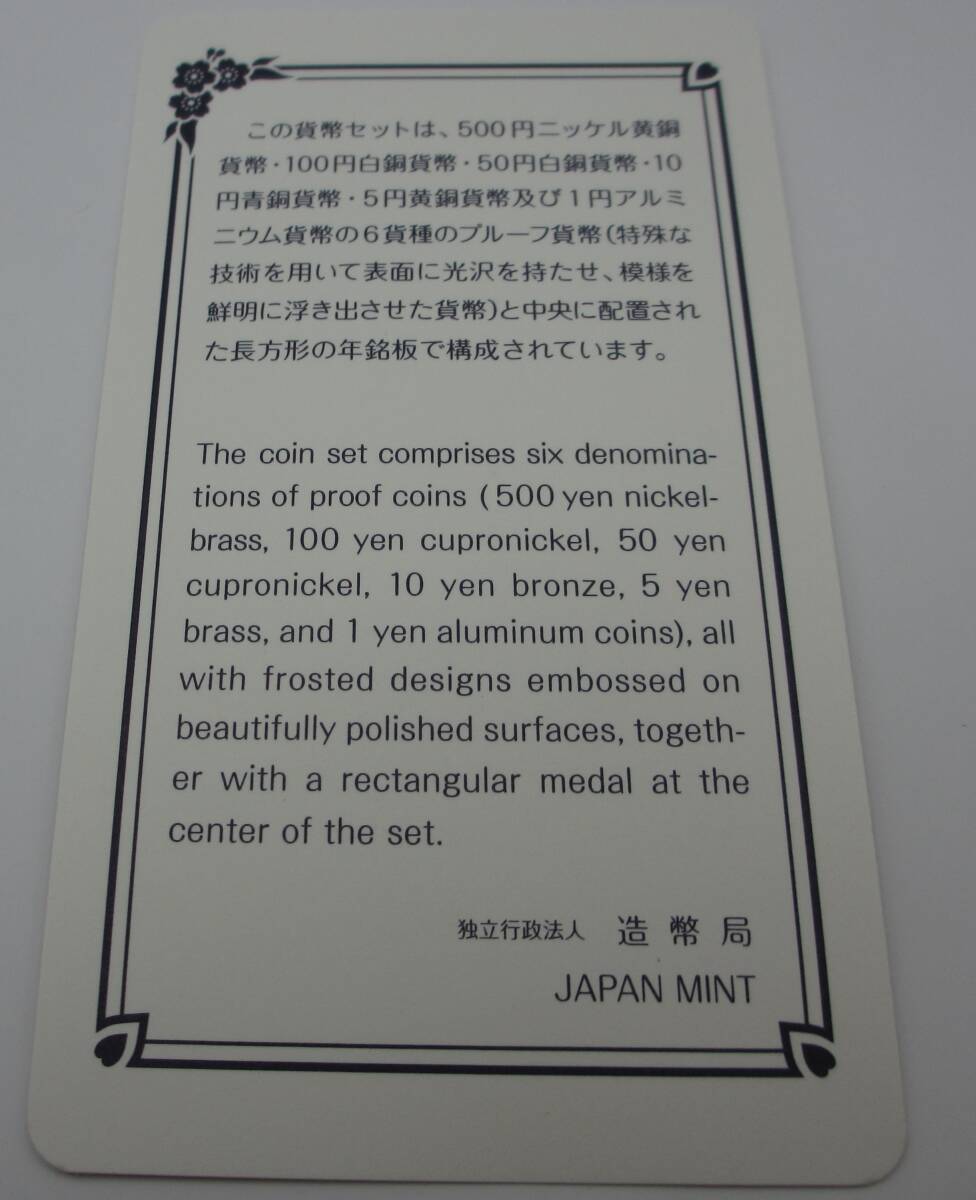 この貨幣セットは、500円ニッケル黄銅
貨幣・100円白銅貨幣・50円白銅貨幣・10
円青銅貨幣・5円黄銅貨幣及び1円アルミ
ニウム貨幣の6貨種のプルーフ貨幣(特殊な
技術を用いて表面に光沢を持たせ、模様を
鮮明に浮き出させた貨幣)と中央に配置され
た長方形の年銘板で構成されています。
The coin set comprises six denomina-
tions of proof coins (500 yen nickel-
brass, 100 yen cupronickel, 50 yen
cupronickel, 10 yen bronze, 5 yen
brass, and 1 yen aluminum coins), all
with frosted designs embossed on
beautifully polished surfaces, togeth-
er with a rectangular medal at the
center of the set.
独立行政法人 造幣局
JAPAN MINT